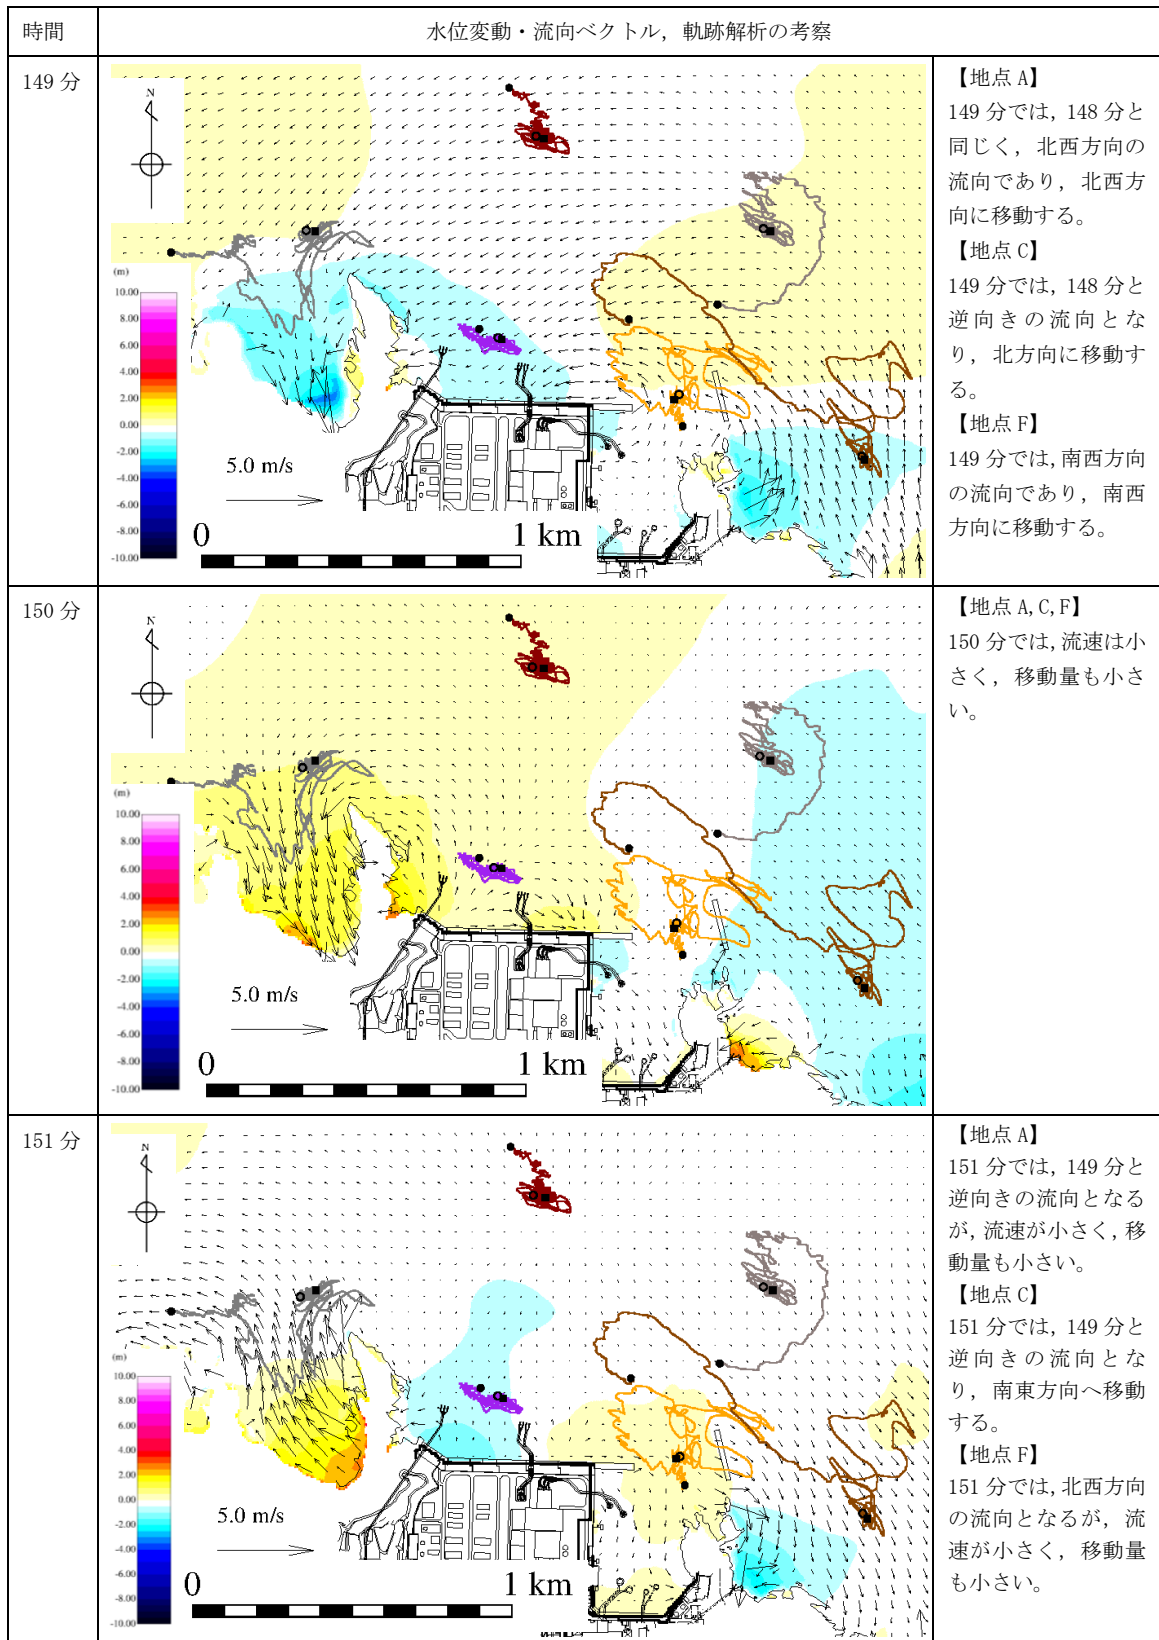 時間
水位変動・流向ベクトル，軌跡解析の考察
149 分
N
(m)
10.00
8.00
6.00
4.00
2.00
0.00
-2.00
-4.00
-6.00
-8.00
-10.00
5.0 m/s
0
1 km
【地点 A】
149 分では，148 分と
同じく，北西方向の
流向であり，北西方
向に移動する。
【地点 C】
149 分では，148 分と
逆向きの流向とな
り，北方向に移動す
る。
【地点 F】
149 分では，南西方向
の流向であり，南西
方向に移動する。
150 分
N
(m)
10.00
8.00
6.00
4.00
2.00
0.00
-2.00
-4.00
-6.00
-8.00
-10.00
5.0 m/s
0
1 km
【地点 A,C,F】
150 分では，流速は小
さく，移動量も小さ
い。
151 分
N
(m)
10.00
8.00
6.00
4.00
2.00
0.00
-2.00
-4.00
-6.00
-8.00
-10.00
5.0 m/s
0
1 km
【地点 A】
151 分では，149 分と
逆向きの流向となる
が，流速が小さく，移
動量も小さい。
【地点 C】
151 分では，149 分と
逆向きの流向とな
り，南東方向へ移動
する。
【地点 F】
151 分では，北西方向
の流向となるが，流
速が小さく，移動量
も小さい。